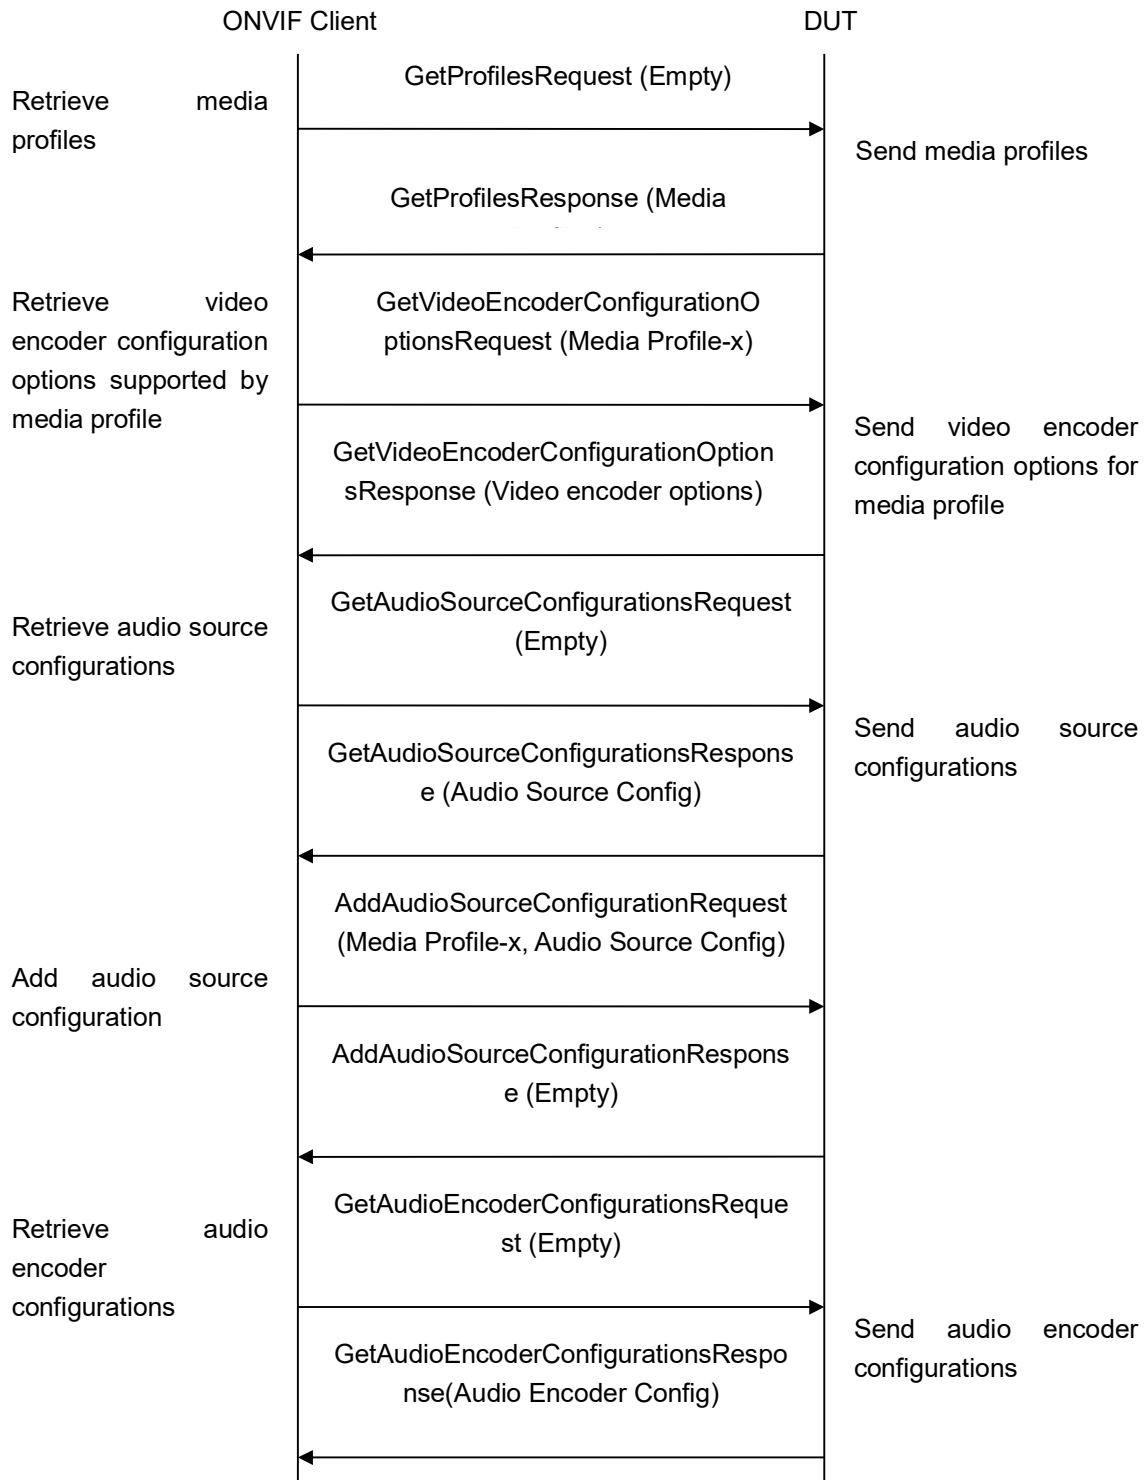 ONVIF Client
DUT
GetProfilesRequest (Empty)
Retrieve media
profiles
Send media profiles
GetProfilesResponse (Media
Retrieve video
encoder configuration
options supported by
media profile
GetVideoEncoderConfigurationO
ptionsRequest (Media Profile-x)
Send video encoder
configuration options for
media profile
GetVideoEncoderConfigurationOption
sResponse (Video encoder options)
GetAudioSourceConfigurationsRequest
(Empty)
Retrieve audio source
configurations
Send audio source
configurations
GetAudioSourceConfigurationsRespons
e (Audio Source Config)
AddAudioSourceConfigurationRequest
(Media Profile-x, Audio Source Config)
Add audio source
configuration
AddAudioSourceConfigurationRespons
e (Empty)
GetAudioEncoderConfigurationsReque
st (Empty)
Retrieve audio
encoder
configurations
Send audio encoder
configurations
GetAudioEncoderConfigurationsRespo
nse(Audio Encoder Config)